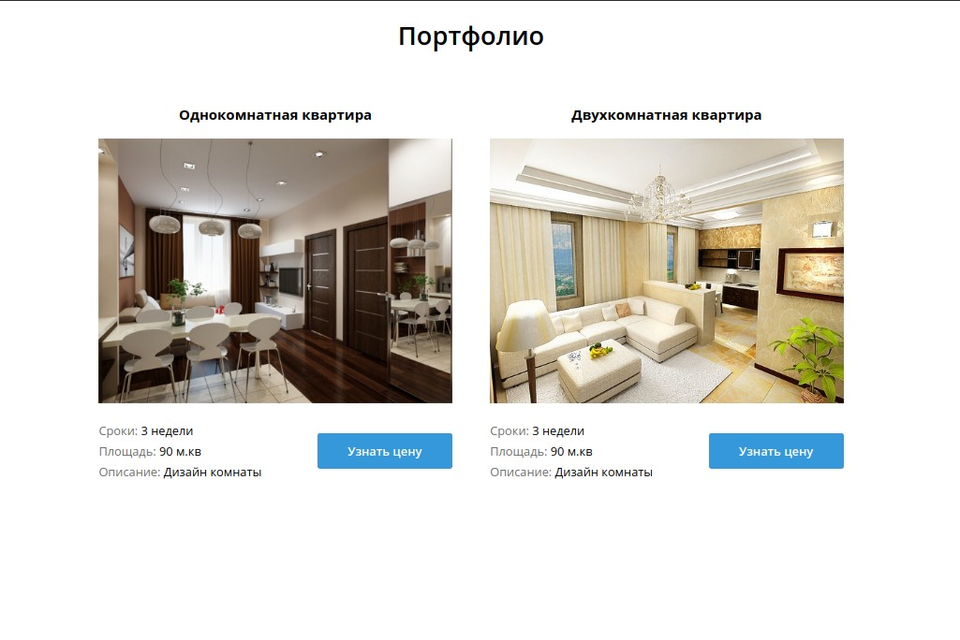 Портфолио
Однокомнатная квартира
Сроки: 3 недели
Площадь: 90 м.кв
Описание: Дизайн комнаты
Узнать цену
Двухкомнатная квартира
Сроки: 3 недели
Площадь: 90 м.кв
Описание: Дизайн комнаты
Узнать цену